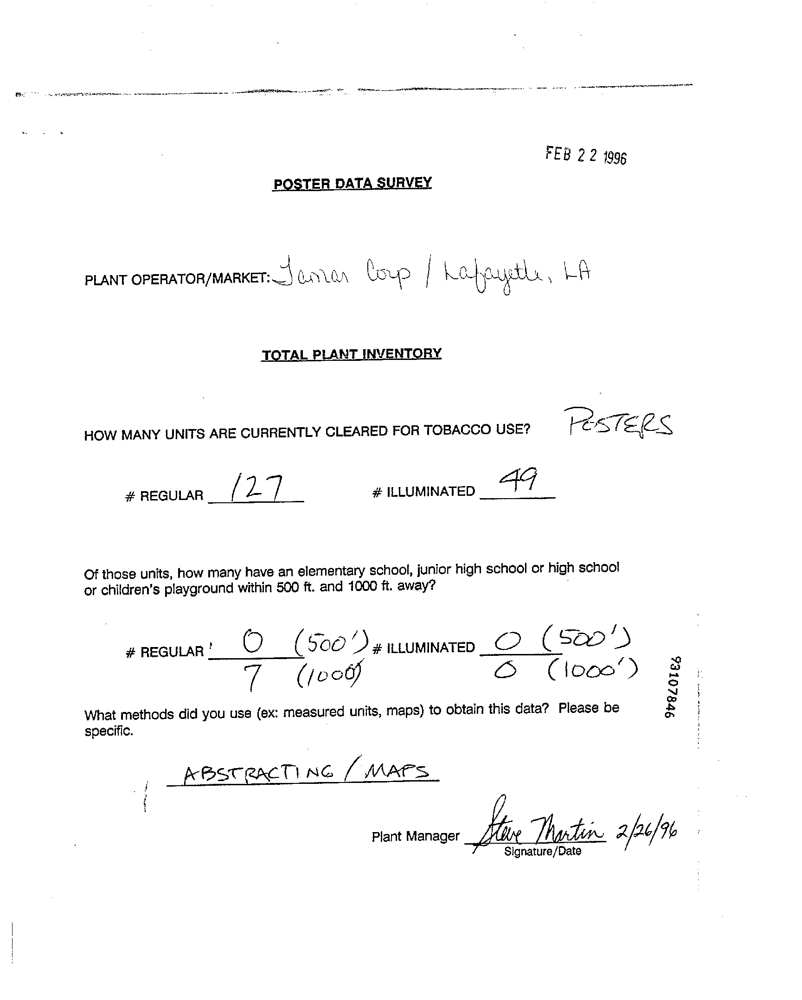 FEB 22 1996
POSTER DATA SURVEY
PLANT OPERATOR/MARKET: Lamar Corp / Lafayette, LA
TOTAL PLANT INVENTORY
HOW MANY UNITS ARE CURRENTLY CLEARED FOR TOBACCO USE? POSTERS
# REGULAR 127 # ILLUMINATED 49
Of those units, how many have an elementary school, junior high school or high school
or children's playground within 500 ft. and 1000 ft. away?
# REGULAR 0 (500') # ILLUMINATED 0 (500')
7 (1000') 0 (1000')
93107846
What methods did you use (ex: measured units, maps) to obtain this data? Please be
specific.
ABSTRACTING / MAPS
Plant Manager Steve Martin 2/26/96
Signature/Date